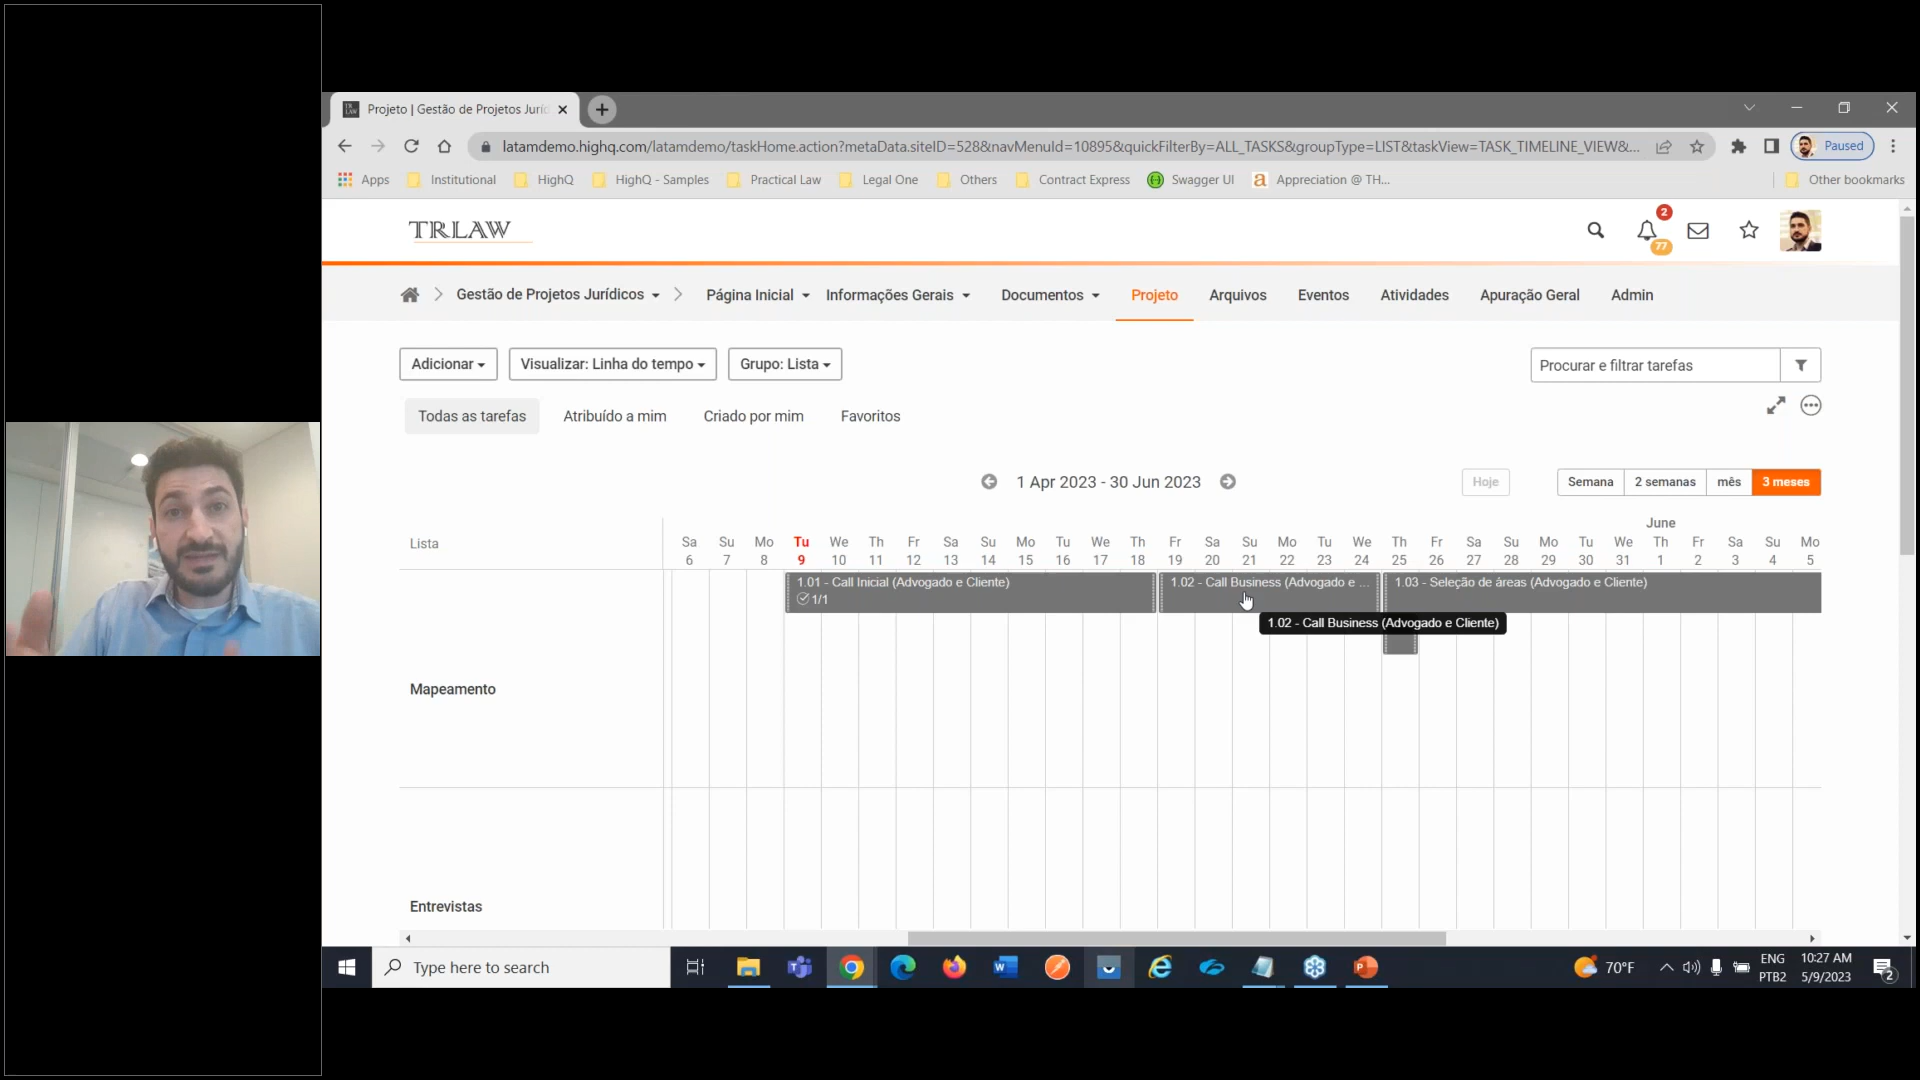 Projeto | Gestão de Projetos Juríd
latamdemo.highq.com/latamdemo/taskHome.action?metaData.siteID=528&navMenuId=10895&quickFilterBy=ALL_TASKS&groupType=LIST&taskView=TASK_TIMELINE_VIEW&...
Paused
Apps Institutional HighQ HighQ - Samples Practical Law Legal One Others Contract Express Swagger UI Appreciation @ TH... Other bookmarks
TRLAW
2
77
Gestão de Projetos Jurídicos Página Inicial Informações Gerais Documentos Projeto Arquivos Eventos Atividades Apuração Geral Admin
Adicionar Visualizar: Linha do tempo Grupo: Lista Procurar e filtrar tarefas
Todas as tarefas Atribuído a mim Criado por mim Favoritos
1 Apr 2023 - 30 Jun 2023 Hoje Semana 2 semanas mês 3 meses
June
Lista
Sa Su Mo Tu We Th Fr Sa Su Mo Tu We Th Fr Sa Su Mo Tu We Th Fr Sa Su Mo Tu We Th Fr Sa Su Mo
6 7 8 9 10 11 12 13 14 15 16 17 18 19 20 21 22 23 24 25 26 27 28 29 30 31 1 2 3 4 5
1.01 - Call Inicial (Advogado e Cliente) 1.02 - Call Business (Advogado e ... 1.03 - Seleção de áreas (Advogado e Cliente)
1/1
1.02 - Call Business (Advogado e Cliente)
Mapeamento
Entrevistas
Type here to search
70°F
ENG
PTB2
10:27 AM
5/9/2023
2